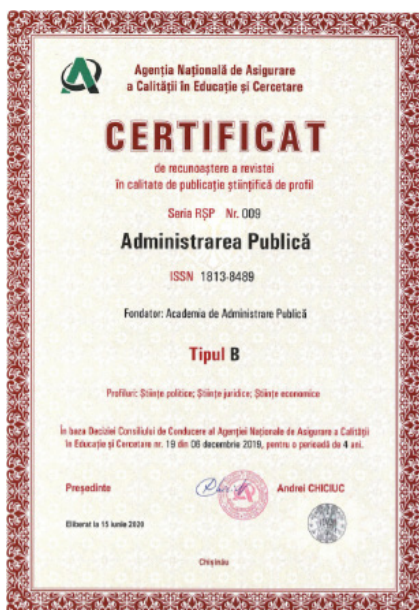 Agenția Națională de Asigurare
a Calității în Educație și Cercetare
CERTIFICAT
de recunoaștere a revistei
în calitate de publicație științifică de profil
Seria RȘP Nr. 009
Administrarea Publică
ISSN 1813-8489
Fondator: Academia de Administrare Publică
Tipul B
Profiluri: Științe politice; Științe juridice; Științe economice
În baza Deciziei Consiliului de Conducere al Agenției Naționale de Asigurare a Calității
în Educație și Cercetare nr. 19 din 06 decembrie 2019, pentru o perioadă de 4 ani.
Președinte Andrei CHICIUC
Eliberat la 15 iunie 2020
Chișinău